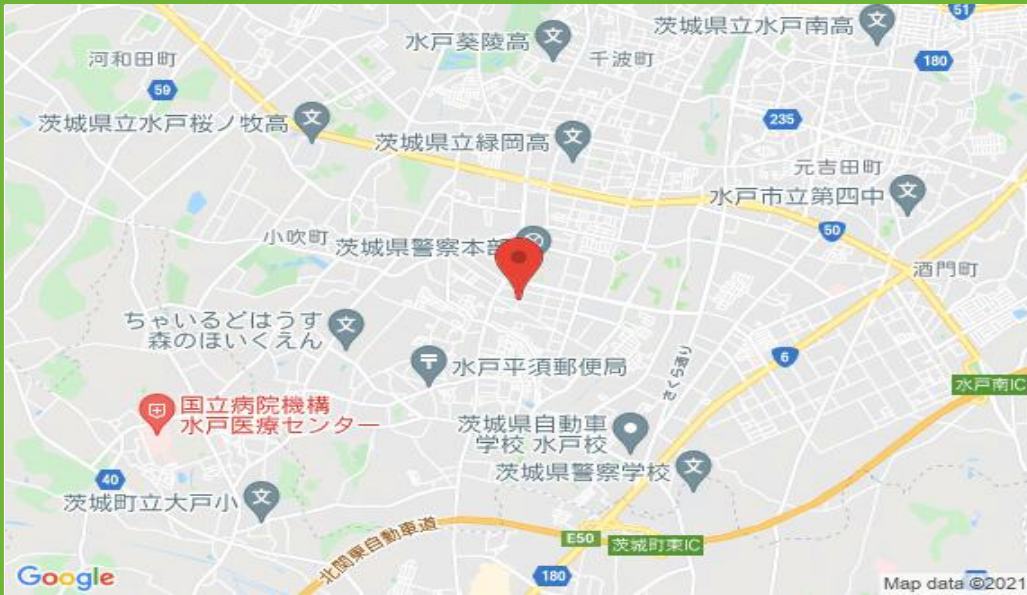 51
茨城県立水戸南高
水戸葵陵高
河和田町
千波町
180
59
茨城県立水戸桜ノ牧高
235
茨城県立緑岡高
元吉田町
水戸市立第四中
50
小吹町
茨城県警察本部
酒門町
ちゃいるどはうす
森のほいくえん
水戸平須郵便局
さくら通り
6
水戸南IC
国立病院機構
水戸医療センター
茨城県自動車
学校 水戸校
茨城県警察学校
40
茨城町立大戸小
北関東自動車道
E50
茨城町東IC
180
Google
Map data ©2021